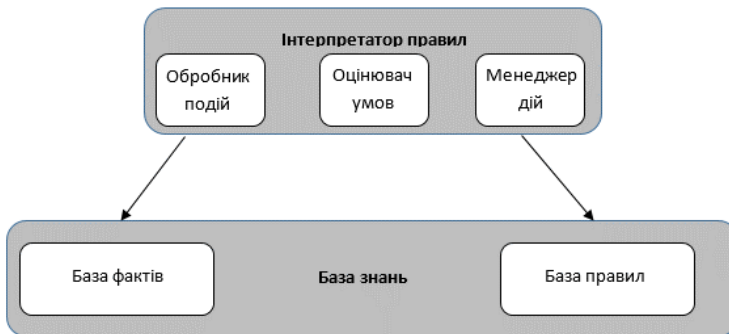 Інтерпретатор правил
Обробник
подій
Оцінювач
умов
Менеджер
дій
База фактів
База знань
База правил